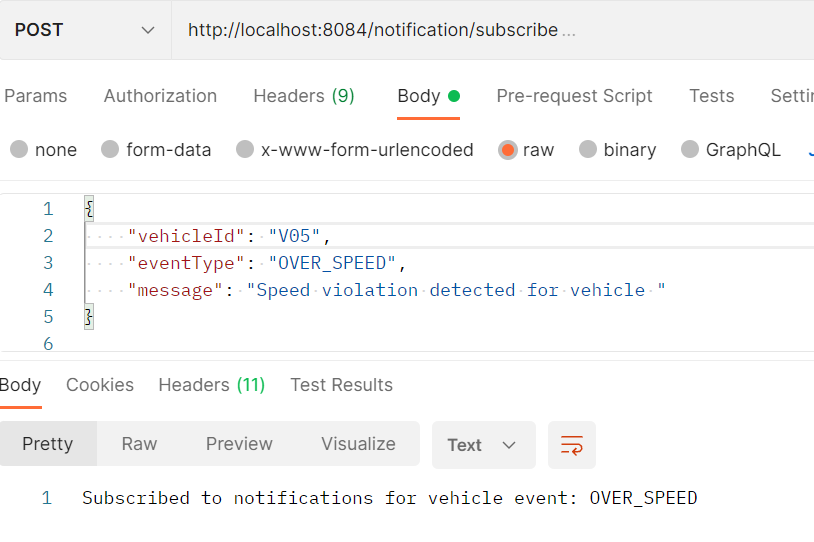 POST http://localhost:8084/notification/subscribe ...
Params Authorization Headers (9) Body Pre-request Script Tests
none form-data x-www-form-urlencoded raw binary GraphQL
1 {
2 "vehicleId": "V05",
3 "eventType": "OVER_SPEED",
4 "message": "Speed violation detected for vehicle "
5 }
6
Body Cookies Headers (11) Test Results
Pretty Raw Preview Visualize Text
1 Subscribed to notifications for vehicle event: OVER_SPEED